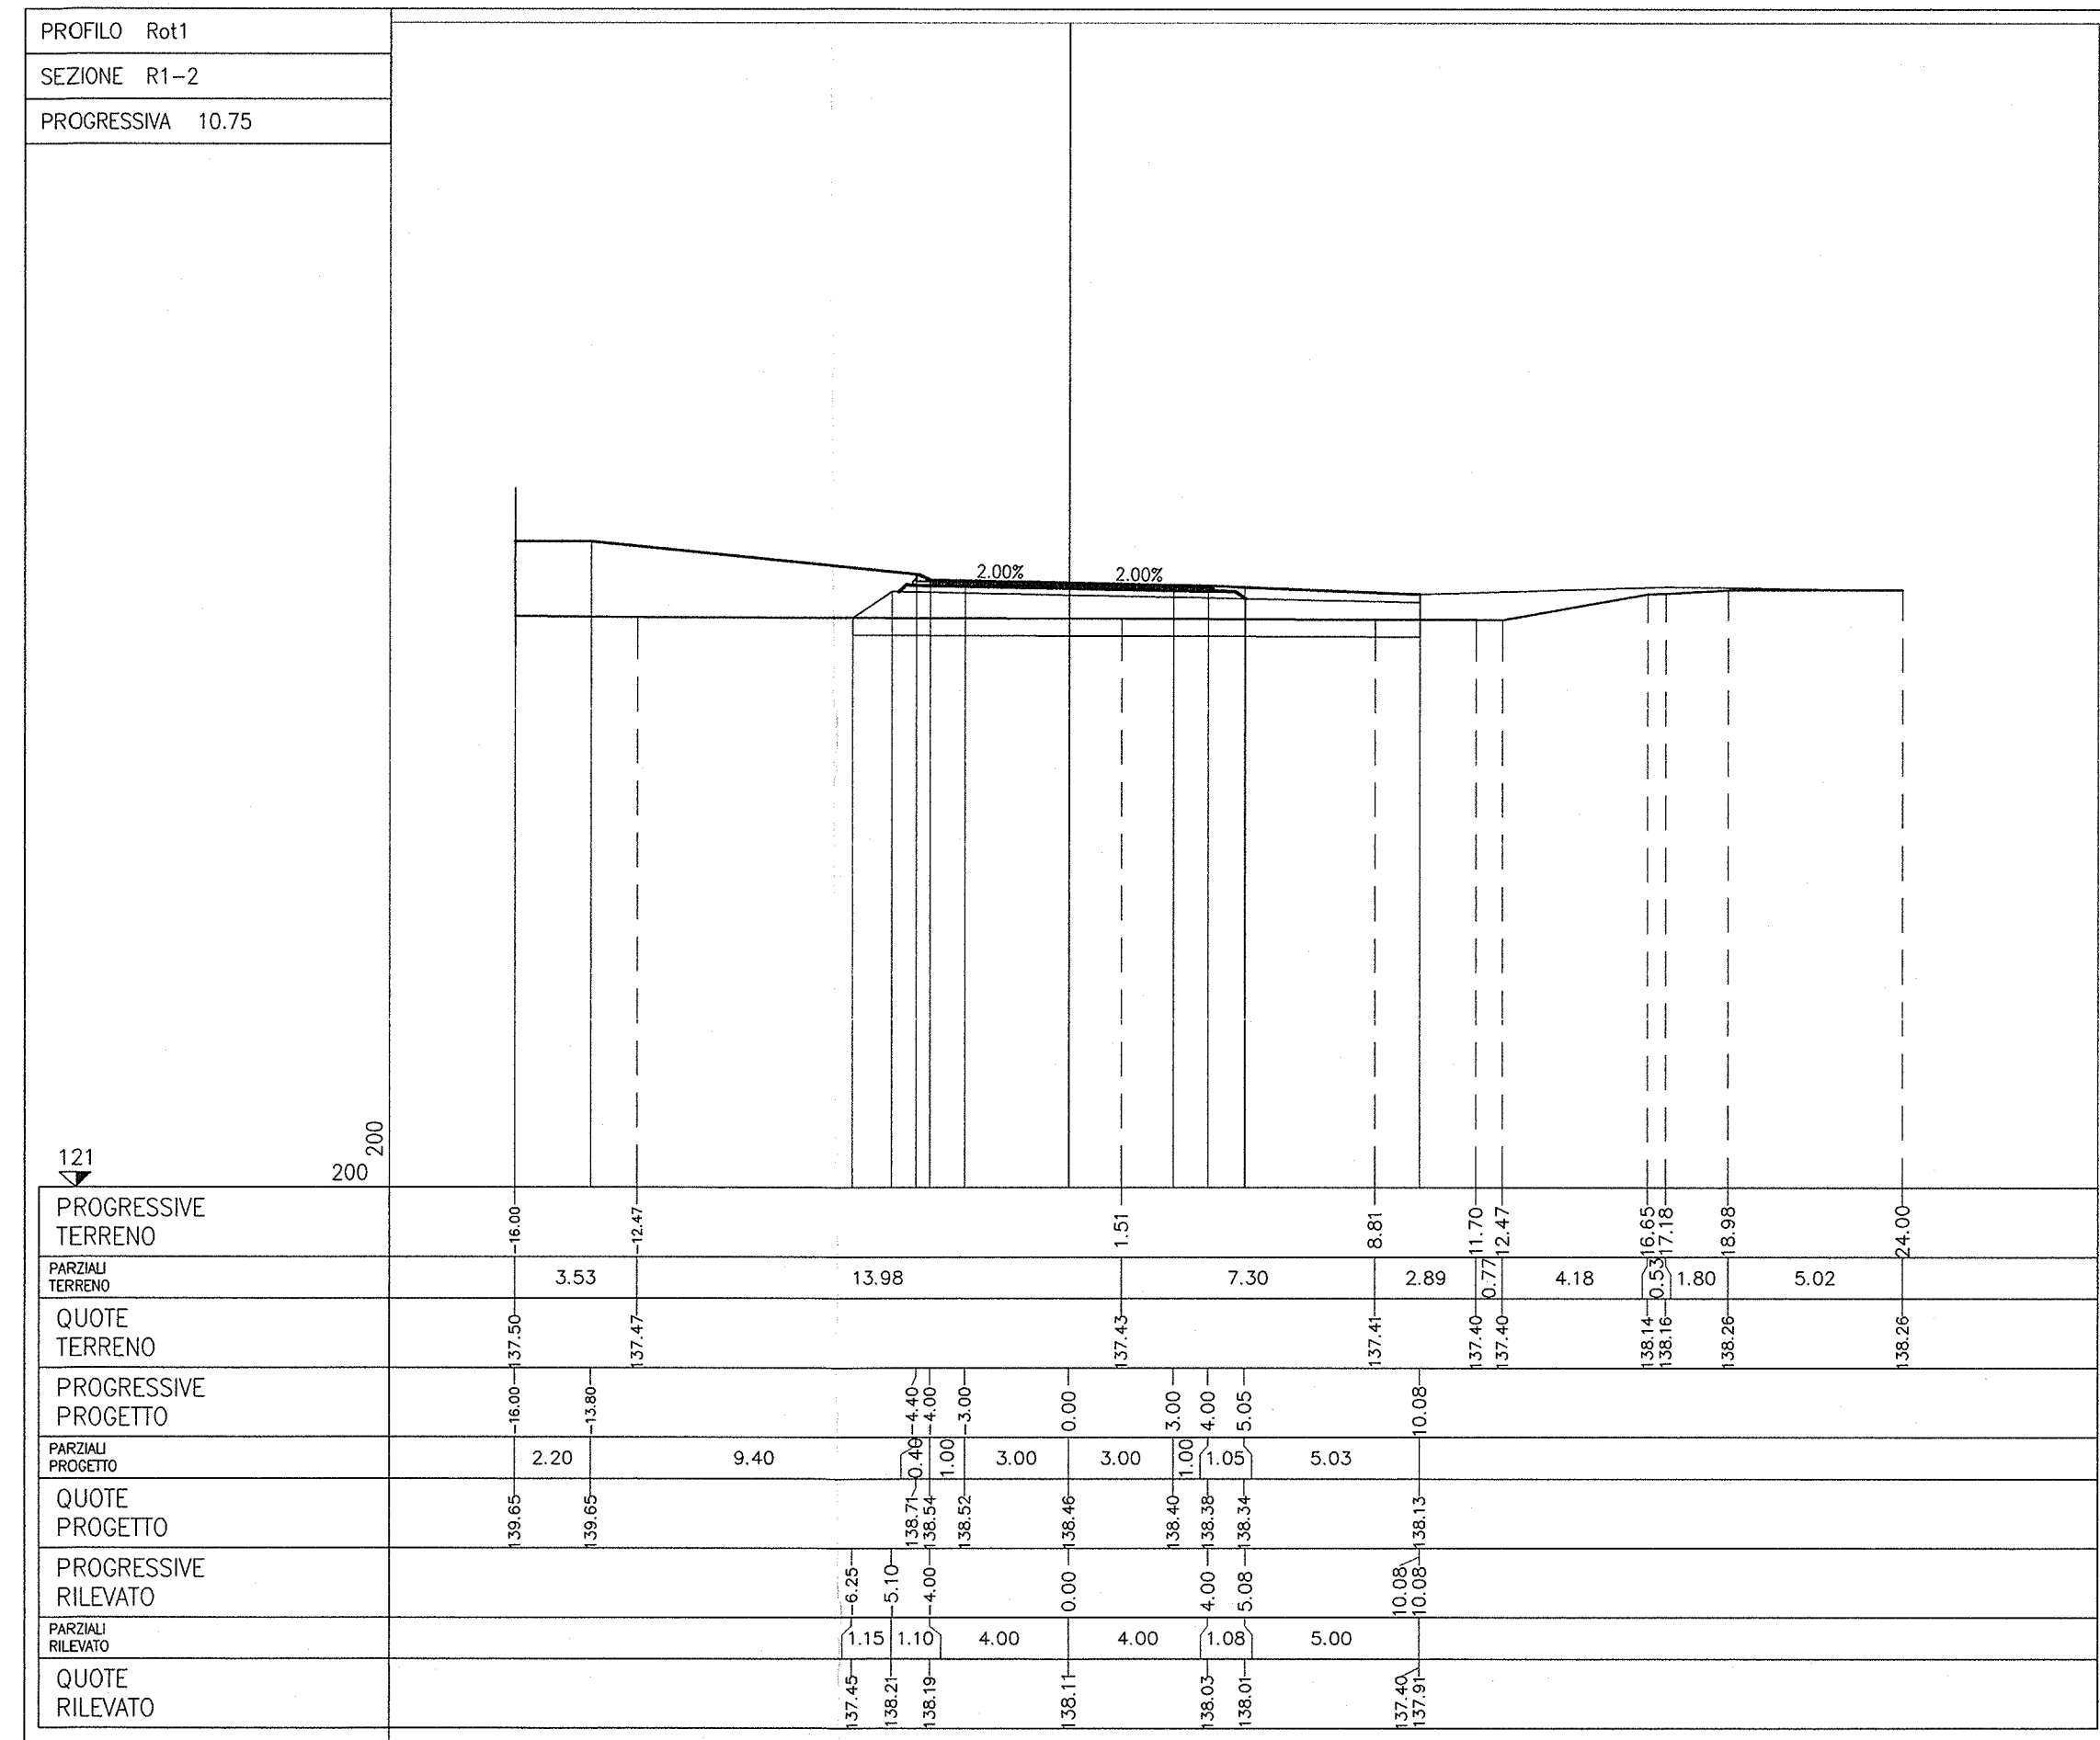 PROFILO Rot1
SEZIONE R1-2
PROGRESSIVA 10.75
2.00% 2.00%
121
200
200
PROGRESSIVE
TERRENO
-16.00 -12.47 1.51 8.81 11.70 12.47 16.65 17.18 18.98 24.00
PARZIALI
TERRENO
3.53 13.98 7.30 2.89 0.77 4.18 0.53 1.80 5.02
QUOTE
TERRENO
137.50 137.47 137.43 137.41 137.40 137.40 138.14 138.16 138.26 138.26
PROGRESSIVE
PROGETTO
-16.00 -13.80 -4.40 -4.00 -3.00 0.00 3.00 4.00 5.05 10.08
PARZIALI
PROGETTO
2.20 9.40 0.40 1.00 3.00 3.00 1.00 1.05 5.03
QUOTE
PROGETTO
139.65 139.65 138.71 138.54 138.52 138.46 138.40 138.38 138.34 138.13
PROGRESSIVE
RILEVATO
-6.25 -5.10 -4.00 0.00 4.00 5.08 10.08 10.08
PARZIALI
RILEVATO
1.15 1.10 4.00 4.00 1.08 5.00
QUOTE
RILEVATO
137.45 138.21 138.19 138.11 138.03 138.01 137.40 137.91